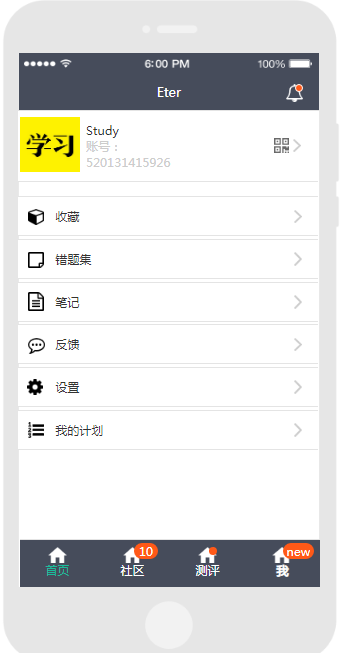 6:00 PM
100%
Eter
学习
Study
账号：
520131415926
收藏
错题集
笔记
反馈
设置
我的计划
10
new
首页
社区
测评
我